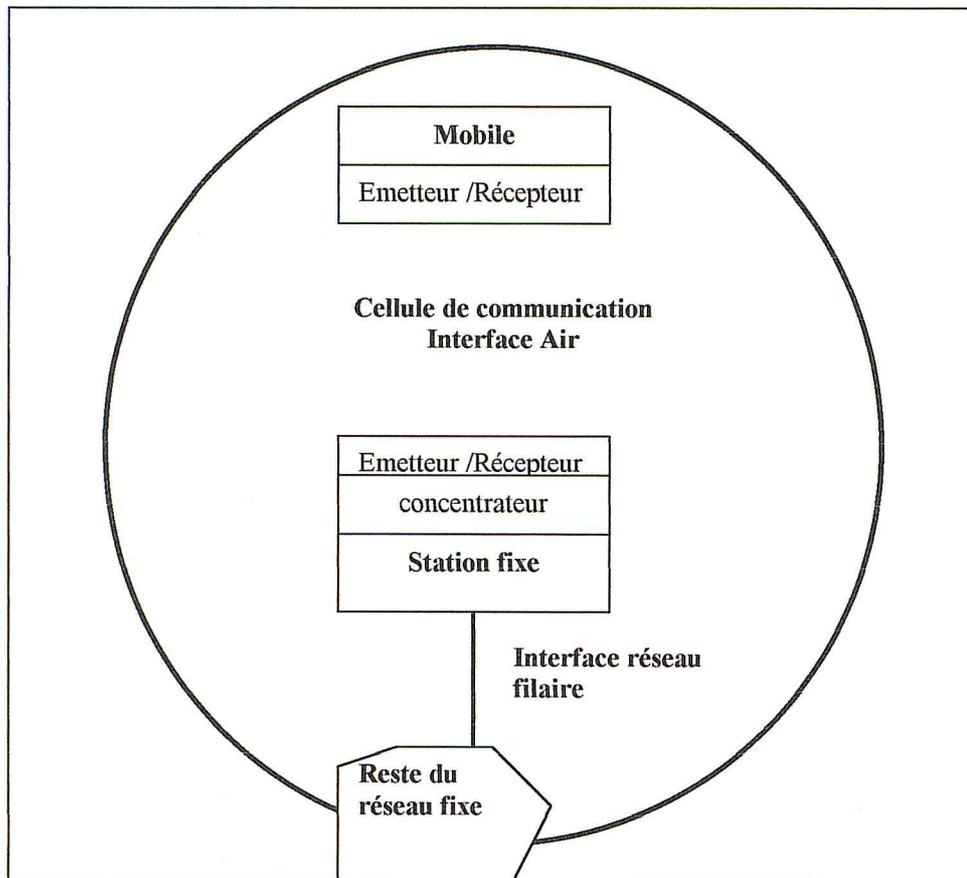 Mobile
Emetteur /Récepteur
Cellule de communication
Interface Air
Emetteur /Récepteur
concentrateur
Station fixe
Interface réseau
filaire
Reste du
réseau fixe